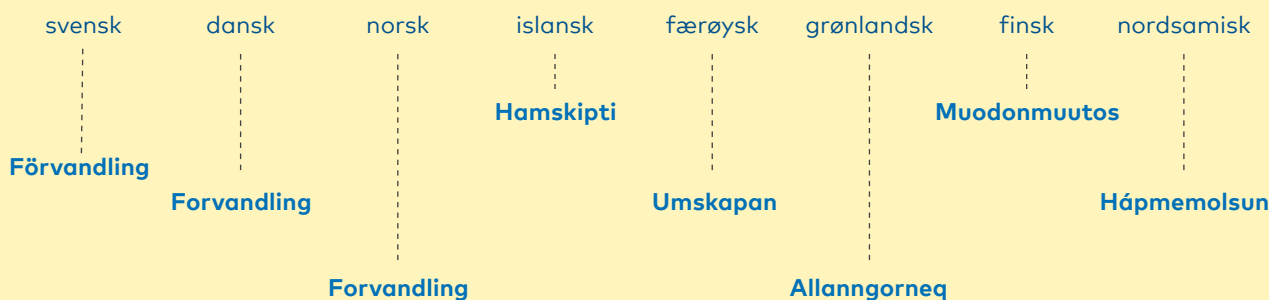 svensk dansk norsk islansk færøysk grønlandsk finsk nordsamisk
Hamskipti Muodonmuutos
Förvandling
Forvandling Umskapan Hápmemolsun
Forvandling Allanngorneq